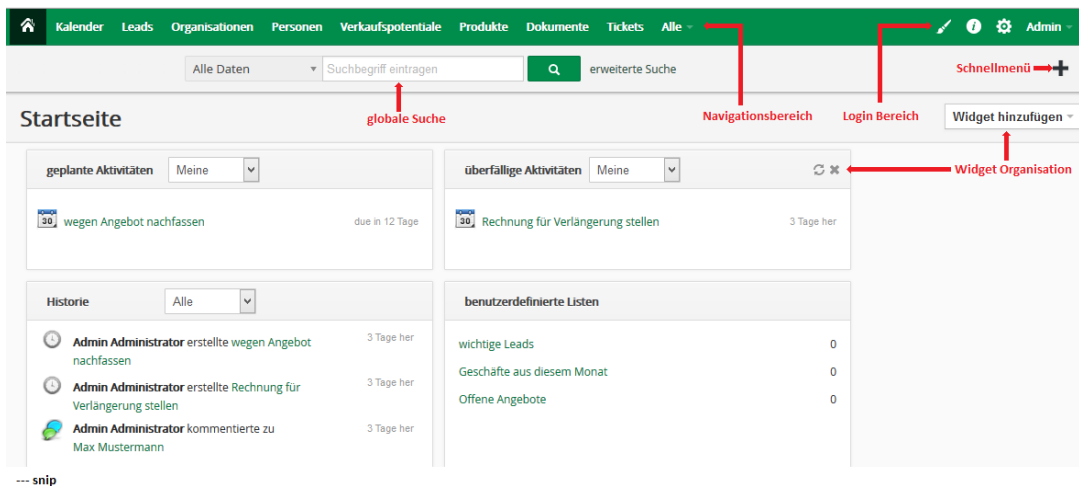 Kalender Leads Organisationen Personen Verkaufspotentiale Produkte Dokumente Tickets Alle Admin
Alle Daten Suchbegriff eintragen erweiterte Suche Schnellmenü
Startseite globale Suche Navigationsbereich Login Bereich Widget hinzufügen
geplante Aktivitäten Meine überfällige Aktivitäten Meine Widget Organisation
30 wegen Angebot nachfassen due in 12 Tage 30 Rechnung für Verlängerung stellen 3 Tage her
Historie Alle benutzerdefinierte Listen
Admin Administrator erstellte wegen Angebot 3 Tage her
nachfassen
Admin Administrator erstellte Rechnung für 3 Tage her
Verlängerung stellen
Admin Administrator kommentierte zu 3 Tage her
Max Mustermann
wichtige Leads 0
Geschäfte aus diesem Monat 0
Offene Angebote 0
--- snip